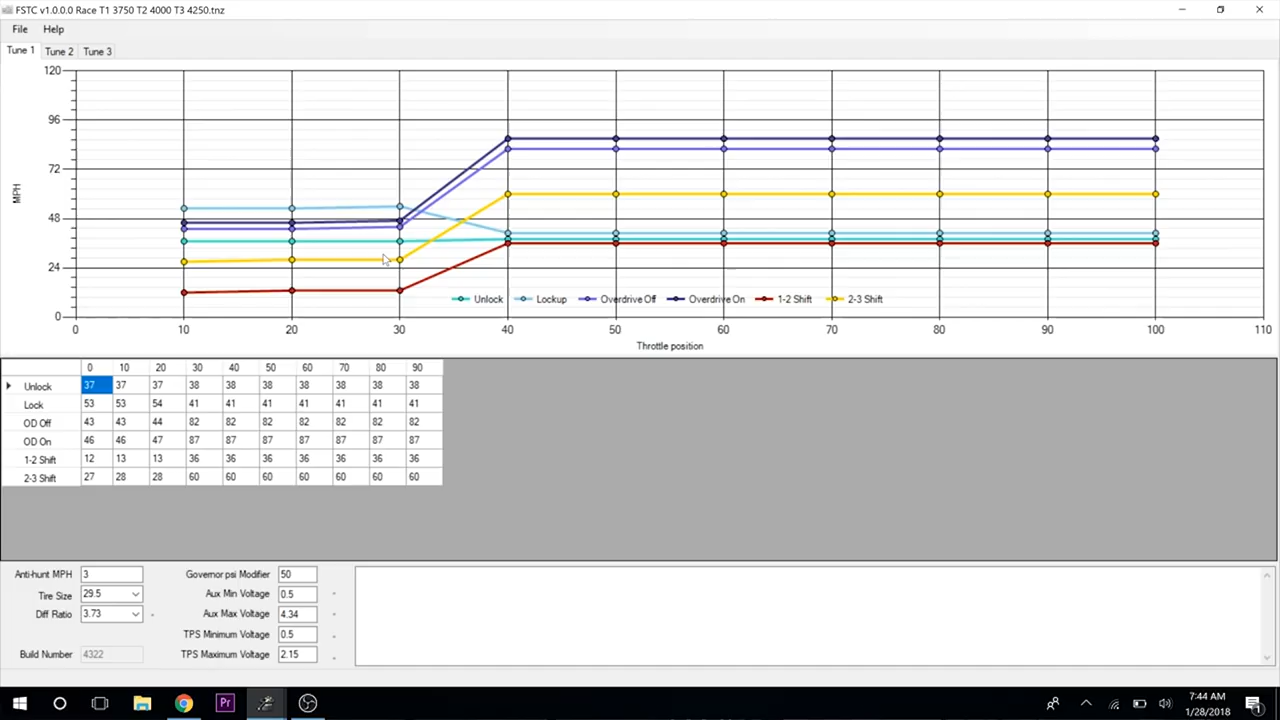 FSTC v1.0.0.0 Race T1 3750 T2 4000 T3 4250.tnz
File Help
Tune 1 Tune 2 Tune 3
120
96
72
48
24
0
MPH
0 10 20 30 40 50 60 70 80 90 100 110
Unlock Lockup Overdrive Off Overdrive On 1-2 Shift 2-3 Shift
Throttle position
0 10 20 30 40 50 60 70 80 90
Unlock 37 37 37 38 38 38 38 38 38 38
Lock 53 53 54 41 41 41 41 41 41 41
OD Off 43 43 44 82 82 82 82 82 82 82
OD On 46 46 47 87 87 87 87 87 87 87
1-2 Shift 12 13 13 36 36 36 36 36 36 36
2-3 Shift 27 28 28 60 60 60 60 60 60 60
Anti-hunt MPH 3 Governor psi Modifier 50
Tire Size 29.5 Aux Min Voltage 0.5
Diff Ratio 3.73 Aux Max Voltage 4.34
TPS Minimum Voltage 0.5
Build Number 4322 TPS Maximum Voltage 2.15
Pr
7:44 AM
1/28/2018
1